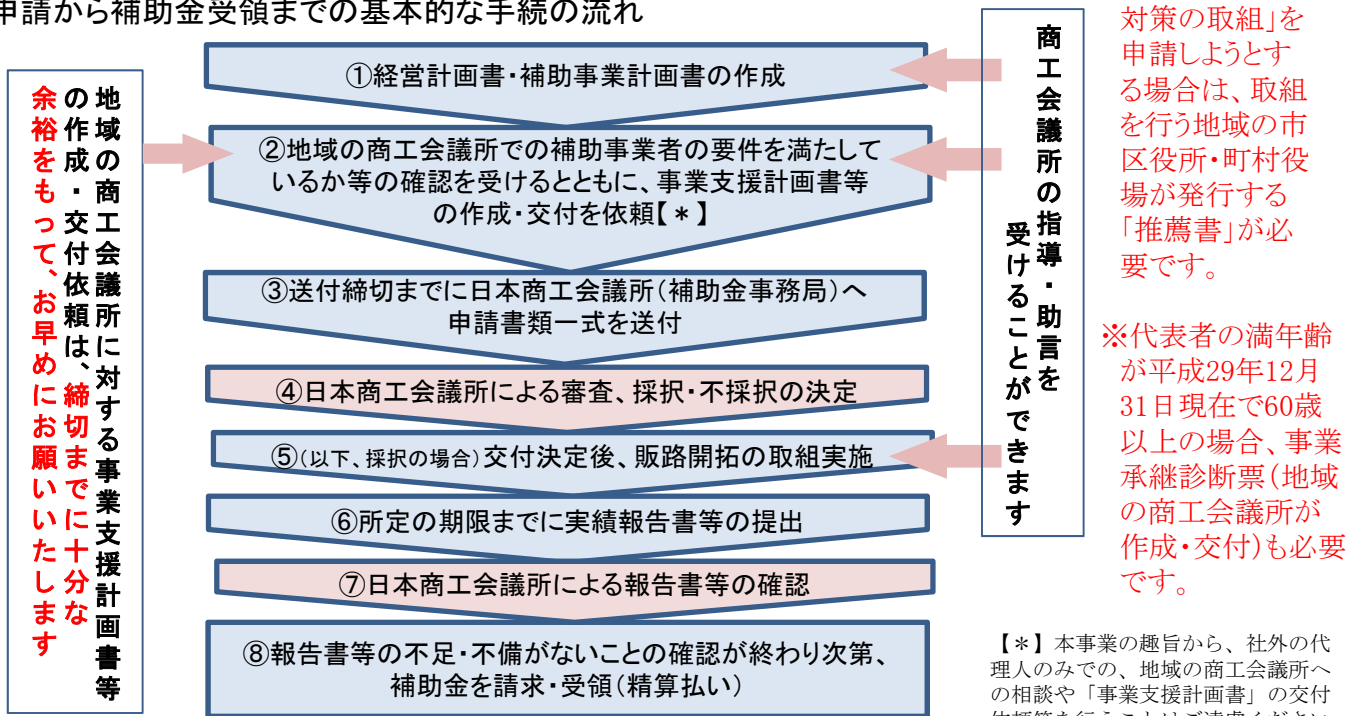 申請から補助金受領までの基本的な手続の流れ
地域の商工会議所に対する事業支援計画書等
の作成・交付依頼は、締切までに十分な
余裕をもって、お早めにお願いいたします
①経営計画書・補助事業計画書の作成
②地域の商工会議所での補助事業者の要件を満たして
いるか等の確認を受けるとともに、事業支援計画書等
の作成・交付を依頼【*】
③送付締切までに日本商工会議所(補助金事務局)へ
申請書類一式を送付
④日本商工会議所による審査、採択・不採択の決定
⑤(以下、採択の場合)交付決定後、販路開拓の取組実施
⑥所定の期限までに実績報告書等の提出
⑦日本商工会議所による報告書等の確認
⑧報告書等の不足・不備がないことの確認が終わり次第、
補助金を請求・受領(精算払い)
商工会議所の指導・助言を
受けることができます
対策の取組」を
申請しようとす
る場合は、取組
を行う地域の市
区役所・町村役
場が発行する
「推薦書」が必
要です。
※代表者の満年齢
が平成29年12月
31日現在で60歳
以上の場合、事業
承継診断票(地域
の商工会議所が
作成・交付)も必要
です。
【*】本事業の趣旨から、社外の代
理人のみでの、地域の商工会議所へ
の相談や「事業支援計画書」の交付